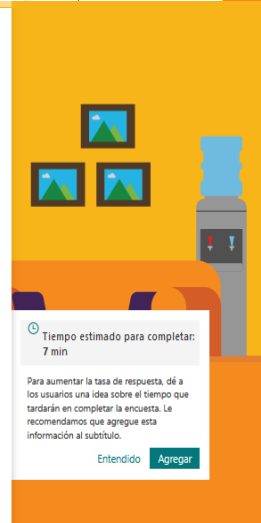 Tiempo estimado para completar:
7 min
Para aumentar la tasa de respuesta, dé a
los usuarios una idea sobre el tiempo que
tardarán en completar la encuesta. Le
recomendamos que agregue esta
información al subtítulo.
Entendido Agregar